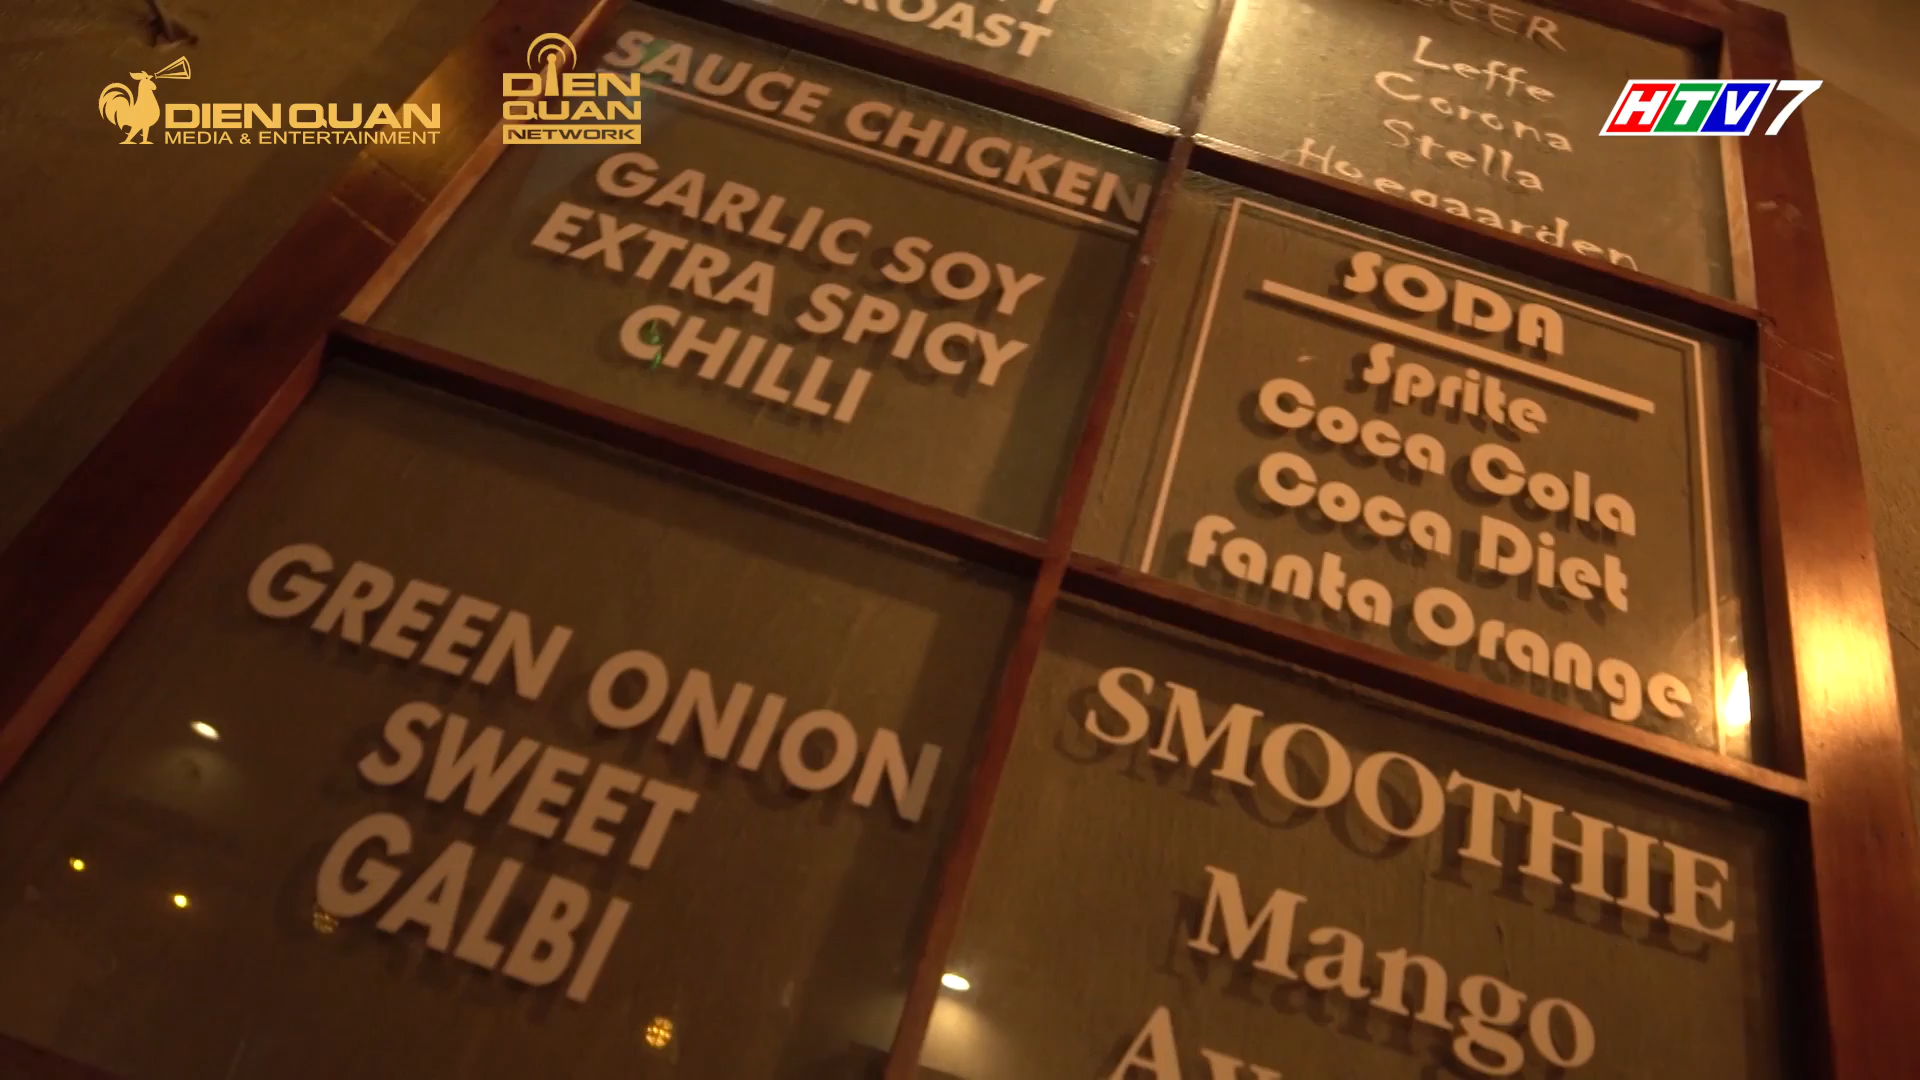 DIEN QUAN
MEDIA & ENTERTAINMENT
DIEN
QUAN
NETWORK
HTV7
ROAST
SAUCE CHICKEN
GARLIC SOY
EXTRA SPICY
CHILLI
GREEN ONION
SWEET
GALBI
BEER
Leffe
Corona
Stella
Hoegaarden
SODA
Sprite
Coca Cola
Coca Diet
Fanta Orange
SMOOTHIE
Mango